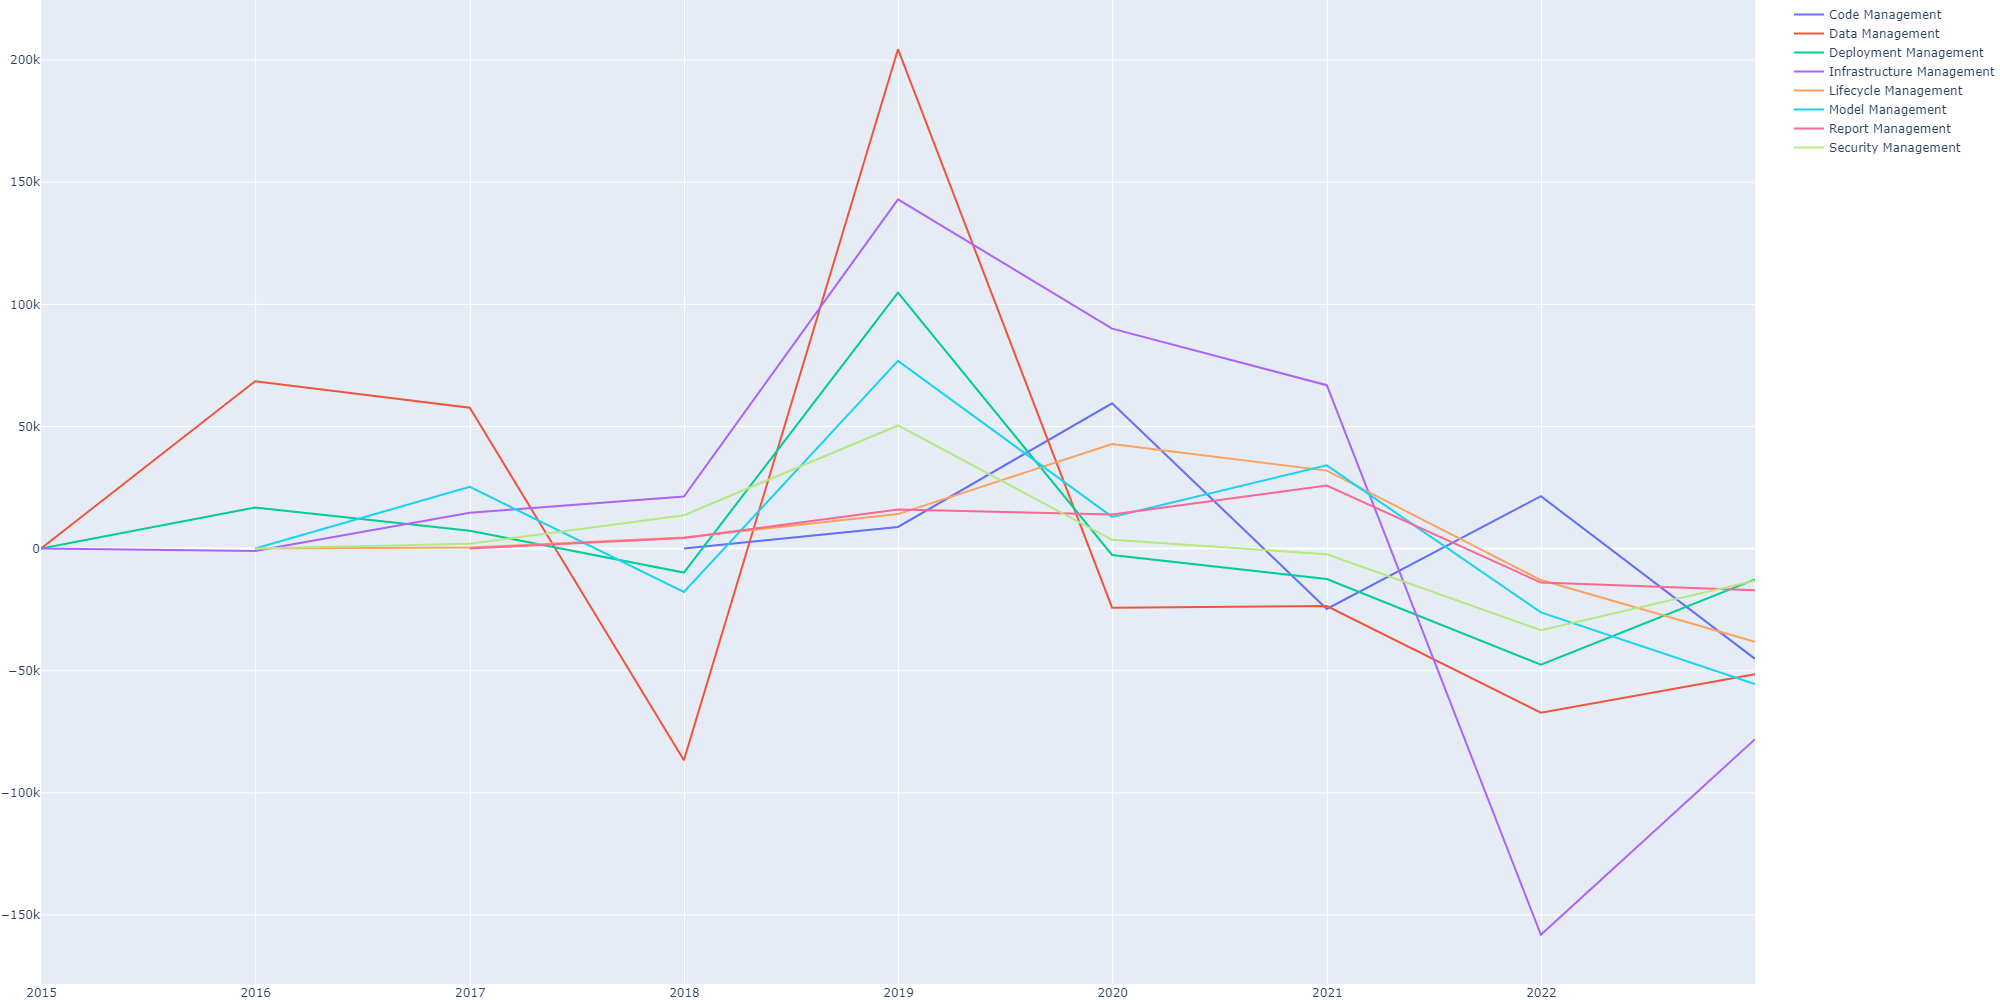 Code Management
Data Management
Deployment Management
Infrastructure Management
Lifecycle Management
Model Management
Report Management
Security Management
200k
150k
100k
50k
0
−50k
−100k
−150k
2015 2016 2017 2018 2019 2020 2021 2022